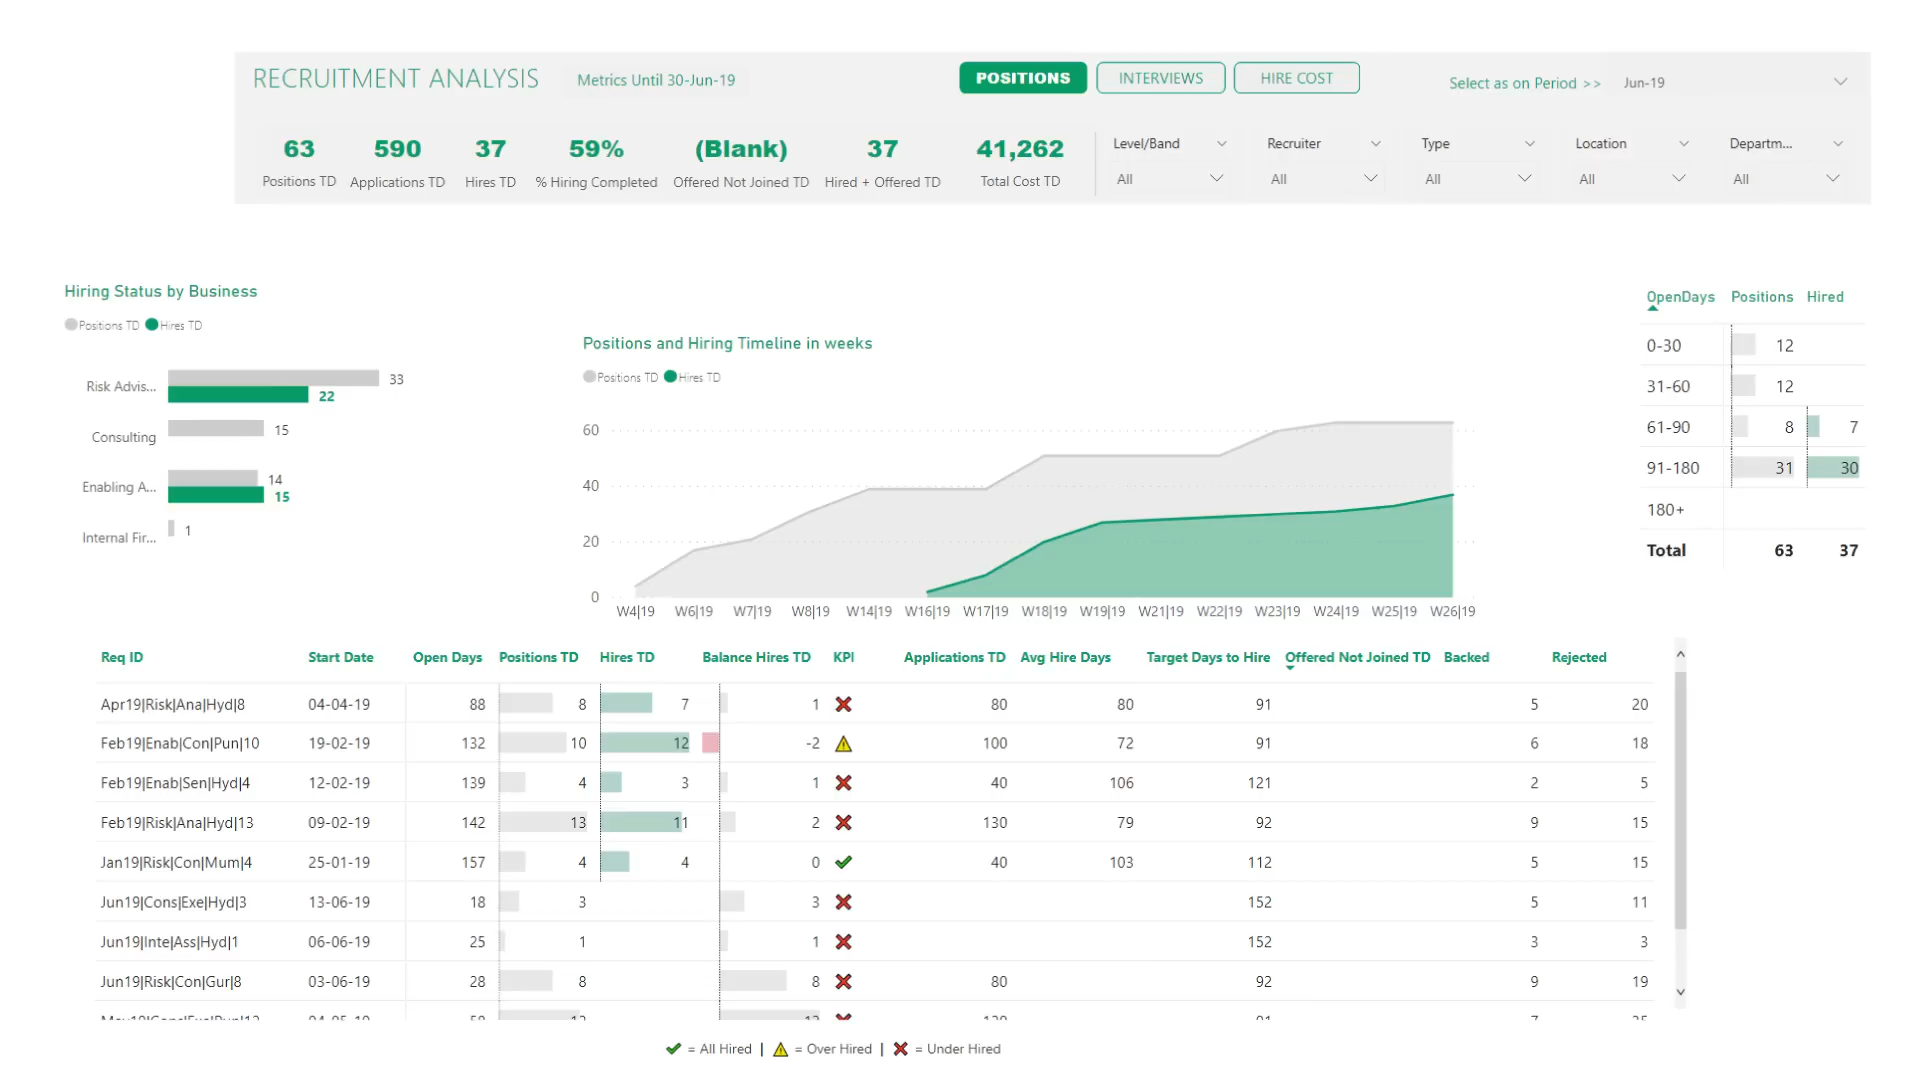 RECRUITMENT ANALYSIS
Metrics Until 30-Jun-19
POSITIONS INTERVIEWS HIRE COST
Select as on Period >> Jun-19
63 590 37 59% (Blank) 37 41,262
Positions TD Applications TD Hires TD % Hiring Completed Offered Not Joined TD Hired + Offered TD Total Cost TD
Level/Band Recruiter Type Location Departm...
All All All All All
Hiring Status by Business
Positions TD Hires TD
Risk Advis... 33
22
Consulting 15
Enabling A... 14
15
Internal Fir... 1
Positions and Hiring Timeline in weeks
Positions TD Hires TD
60
40
20
0
W4|19 W6|19 W7|19 W8|19 W14|19 W16|19 W17|19 W18|19 W19|19 W21|19 W22|19 W23|19 W24|19 W25|19 W26|19
OpenDays Positions Hired
0-30 12
31-60 12
61-90 8 7
91-180 31 30
180+
Total 63 37
Req ID Start Date Open Days Positions TD Hires TD Balance Hires TD KPI Applications TD Avg Hire Days Target Days to Hire Offered Not Joined TD Backed Rejected
Apr19|Risk|Ana|Hyd|8 04-04-19 88 8 7 1 80 80 91 5 20
Feb19|Enab|Con|Pun|10 19-02-19 132 10 12 -2 100 72 91 6 18
Feb19|Enab|Sen|Hyd|4 12-02-19 139 4 3 1 40 106 121 2 5
Feb19|Risk|Ana|Hyd|13 09-02-19 142 13 11 2 130 79 92 9 15
Jan19|Risk|Con|Mum|4 25-01-19 157 4 4 0 40 103 112 5 15
Jun19|Cons|Exe|Hyd|3 13-06-19 18 3 3 152 5 11
Jun19|Inte|Ass|Hyd|1 06-06-19 25 1 1 152 3 3
Jun19|Risk|Con|Gur|8 03-06-19 28 8 8 80 92 9 19
= All Hired | = Over Hired | = Under Hired